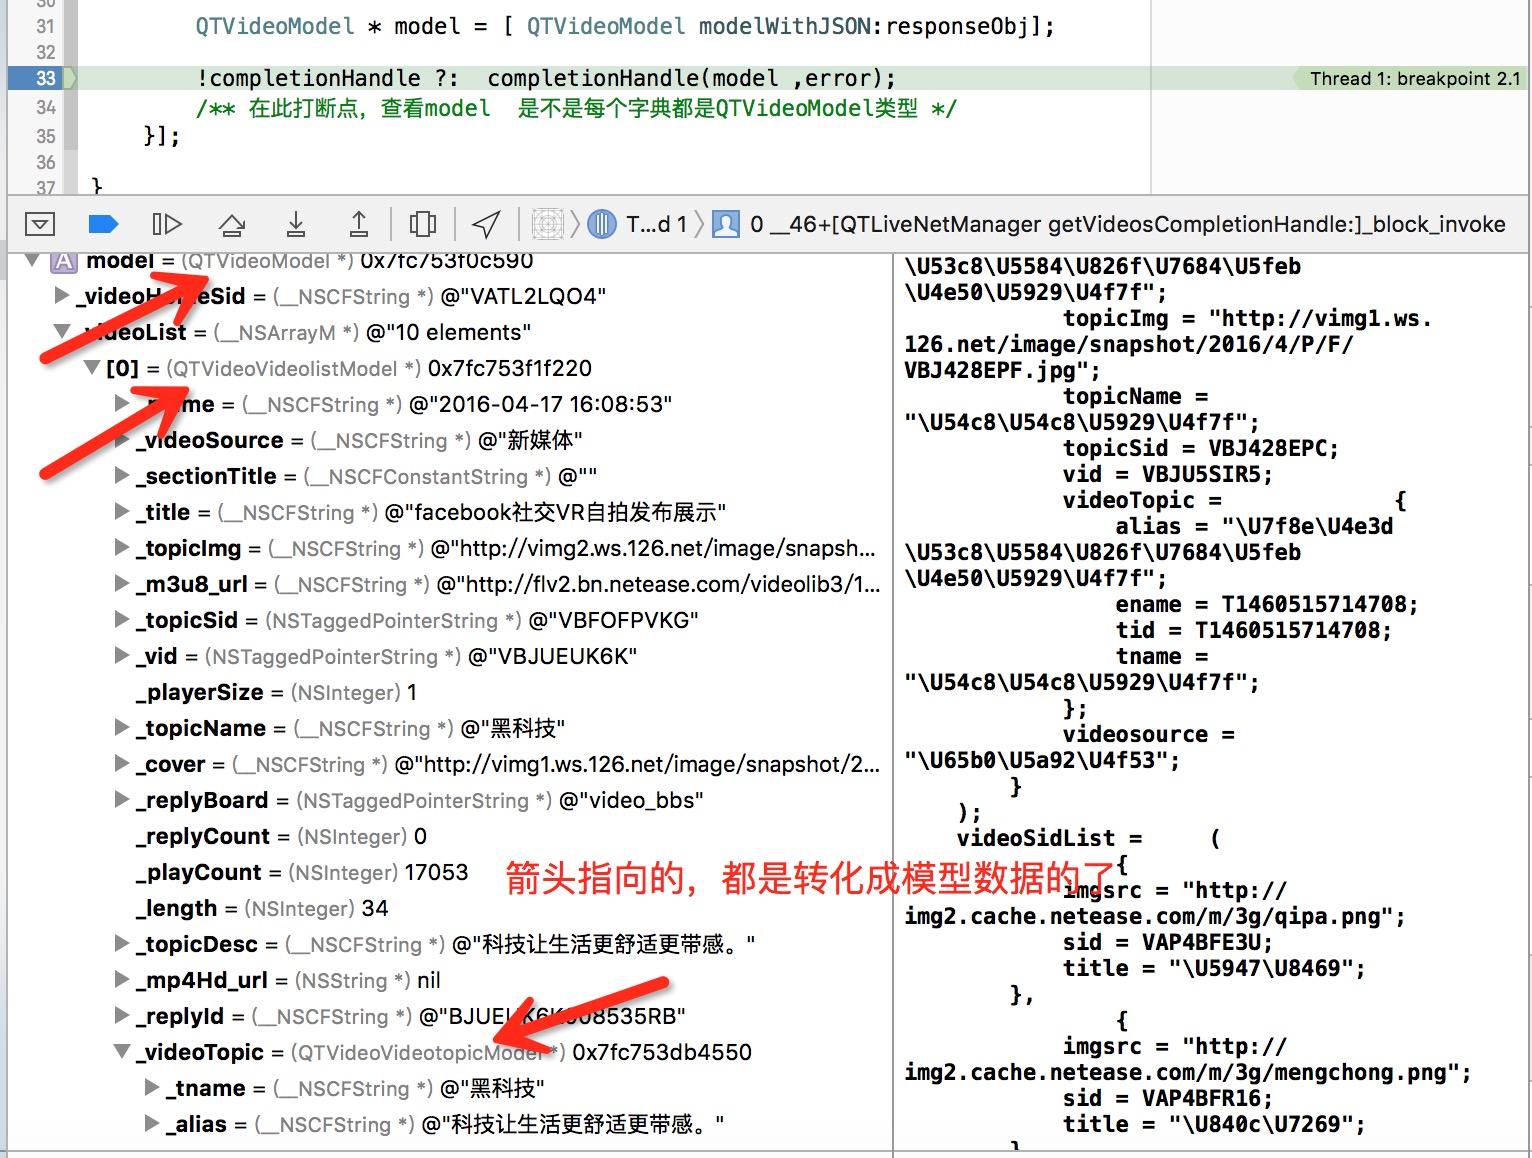 30
31 QTVideoModel * model = [ QTVideoModel modelWithJSON:responseObj];
32
33 !completionHandle ?: completionHandle(model ,error); Thread 1: breakpoint 2.1
34 /** 在此打断点，查看model 是不是每个字典都是QTVideoModel类型 */
35 }];
36
37 }
T...d 1 0 __46+[QTLiveNetManager getVideosCompletionHandle:]_block_invoke
A model = (QTVideoModel *) 0x7fc753f0c590
_videoHomeSid = (__NSCFString *) @"VATL2LQO4"
_videoList = (__NSArrayM *) @"10 elements"
[0] = (QTVideoVideolistModel *) 0x7fc753f1f220
= (__NSCFString *) @"2016-04-17 16:08:53"
_videoSource = (__NSCFString *) @"新媒体"
_sectionTitle = (__NSCFConstantString *) @""
_title = (__NSCFString *) @"facebook社交VR自拍发布展示"
_topicImg = (__NSCFString *) @"http://vimg2.ws.126.net/image/snapsh...
_m3u8_url = (__NSCFString *) @"http://flv2.bn.netease.com/videolib3/1...
_topicSid = (NSTaggedPointerString *) @"VBFOFPVKG"
_vid = (NSTaggedPointerString *) @"VBJUEUK6K"
_playerSize = (NSInteger) 1
_topicName = (__NSCFString *) @"黑科技"
_cover = (__NSCFString *) @"http://vimg1.ws.126.net/image/snapshot/2...
_replyBoard = (NSTaggedPointerString *) @"video_bbs"
_replyCount = (NSInteger) 0
_playCount = (NSInteger) 17053
箭头指向的，都是转化成模型数据的了
_length = (NSInteger) 34
_topicDesc = (__NSCFString *) @"科技让生活更舒适更带感。"
_mp4Hd_url = (NSString *) nil
_replyId = (__NSCFString *)
_videoTopic = (QTVideoVideotopicModel *) 0x7fc753db4550
_tname = (__NSCFString *) @"黑科技"
_alias = (__NSCFString *) @"科技让生活更舒适更带感。"
\U53c8\U5584\U826f\U7684\U5feb
\U4e50\U5929\U4f7f";
topicImg = "http://vimg1.ws.
126.net/image/snapshot/2016/4/P/F/
VBJ428EPF.jpg";
topicName =
"\U54c8\U54c8\U5929\U4f7f";
topicSid = VBJ428EPC;
vid = VBJU5SIR5;
videoTopic = {
alias = "\U7f8e\U4e3d
\U53c8\U5584\U826f\U7684\U5feb
\U4e50\U5929\U4f7f";
ename = T1460515714708;
tid = T1460515714708;
tname =
"\U54c8\U54c8\U5929\U4f7f";
};
videosource =
"\U65b0\U5a92\U4f53";
}
);
videoSidList = (
{
imgsrc = "http://
img2.cache.netease.com/m/3g/qipa.png";
sid = VAP4BFE3U;
title = "\U5947\U8469";
},
{
imgsrc = "http://
img2.cache.netease.com/m/3g/mengchong.png";
sid = VAP4BFR16;
title = "\U840c\U7269";
}